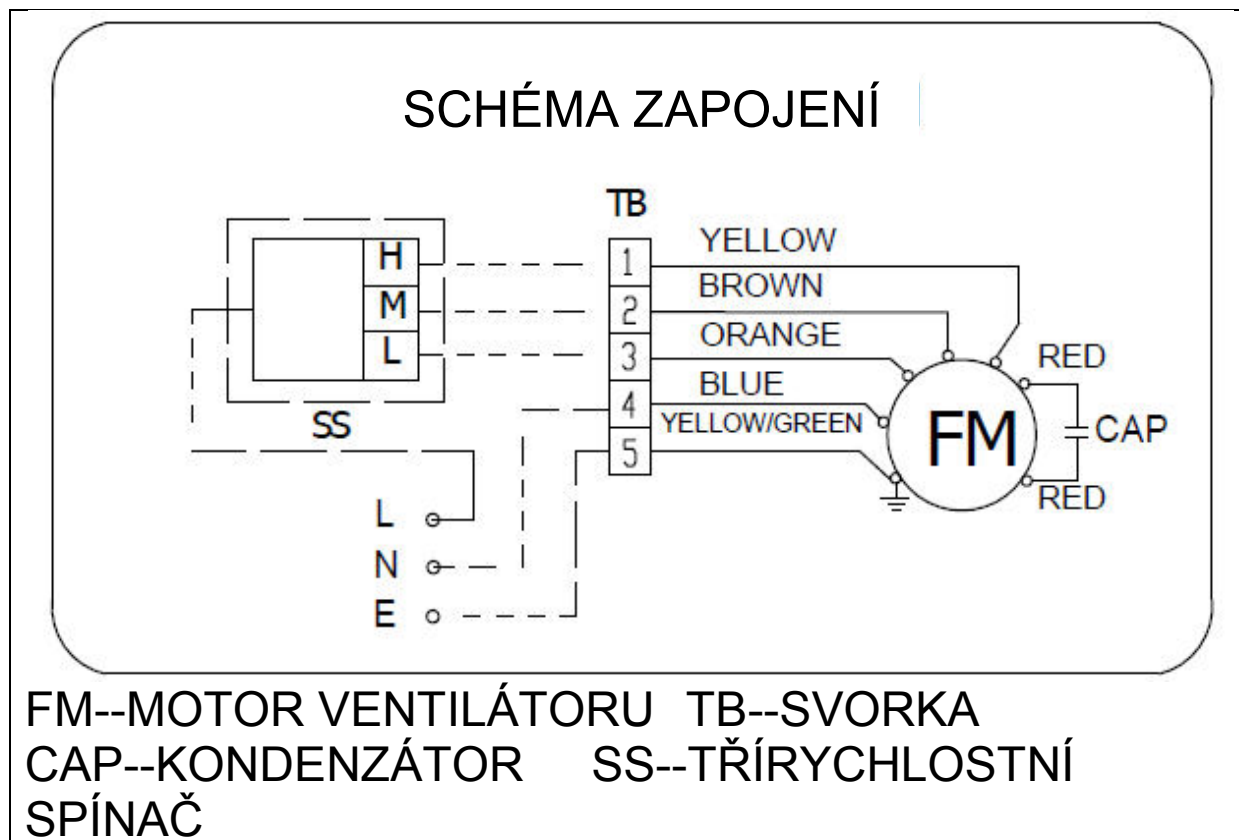 SCHÉMA ZAPOJENÍ
TB
H
M
L
SS
1
2
3
4
5
YELLOW
BROWN
ORANGE
BLUE
YELLOW/GREEN
RED
FM
CAP
RED
L
N
E
FM--MOTOR VENTILÁTORU TB--SVORKA
CAP--KONDENZÁTOR SS--TŘÍRYCHLOSTNÍ
SPÍNAČ